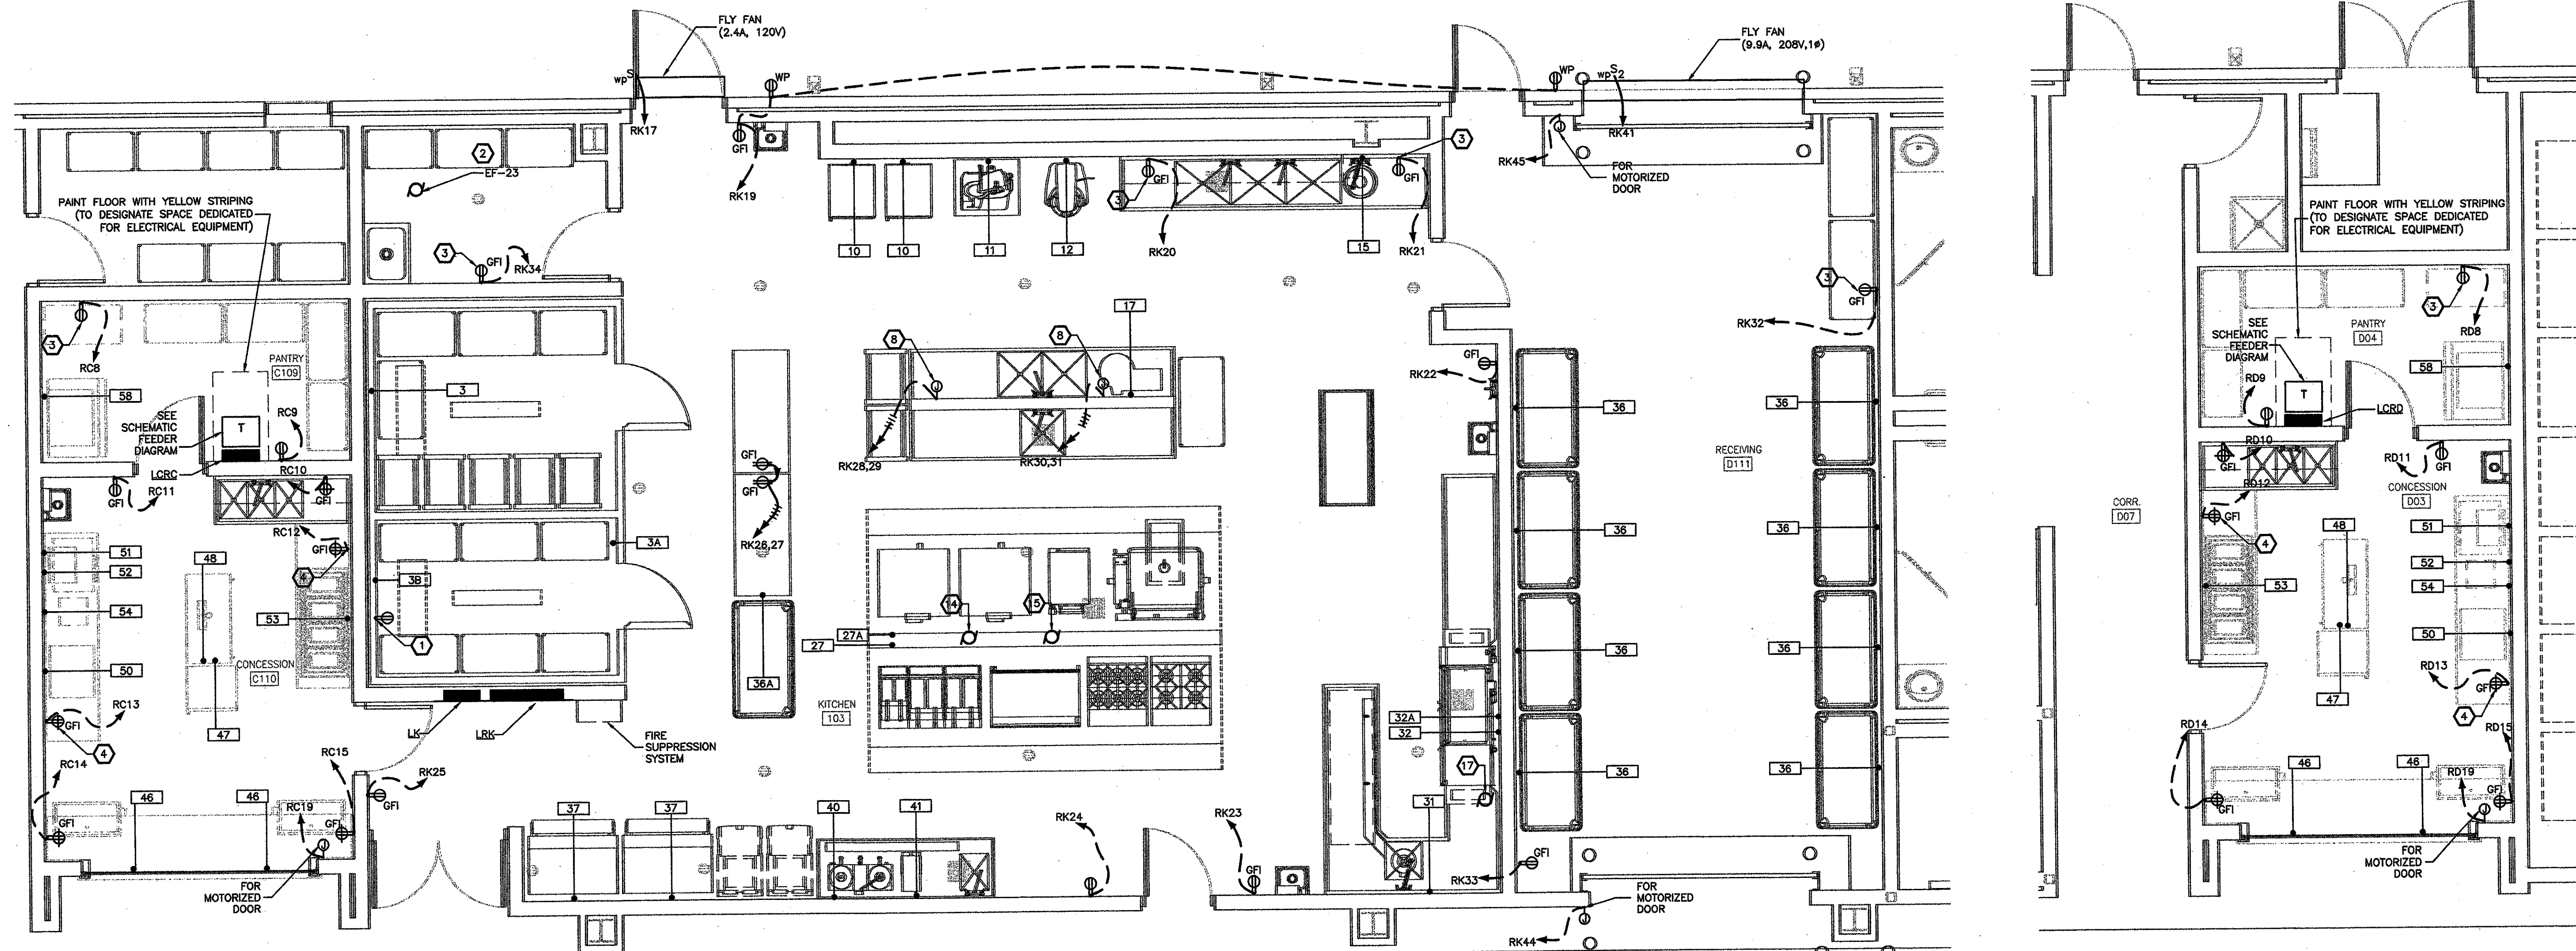 FLY FAN
(2.4A, 120V)
FLY FAN
(9.9A, 208V,1ø)
wp S
WP
WP
wp S2
RK17
GFI
RK19
RK41
RK45
FOR
MOTORIZED
DOOR
2
EF-23
3
GFI
3
GFI
PAINT FLOOR WITH YELLOW STRIPING
(TO DESIGNATE SPACE DEDICATED
FOR ELECTRICAL EQUIPMENT)
3
GFI
RK34
10
10
11
12
RK20
15
RK21
3
GFI
RK32
3
RC8
PANTRY
C109
58
SEE
SCHEMATIC
FEEDER
DIAGRAM
T
RC9
LCRC
RC10
GFI
RC11
GFI
RC12
GFI
4
51
52
54
48
53
50
CONCESSION
C110
RC13
GFI
4
47
RC14
RC15
GFI
46
46
RC19
FOR
MOTORIZED
DOOR
3
3A
3B
1
LK
LRK
FIRE
SUPPRESSION
SYSTEM
RK25
GFI
8
8
17
RK28,29
RK30,31
GFI
GFI
RK26,27
36A
14
15
27A
27
KITCHEN
103
37
37
40
41
RK24
RK23
GFI
GFI
RK22
32A
32
17
31
36
36
36
36
36
36
36
36
RECEIVING
D111
RK33
GFI
FOR
MOTORIZED
DOOR
RK44
PAINT FLOOR WITH YELLOW STRIPING
(TO DESIGNATE SPACE DEDICATED
FOR ELECTRICAL EQUIPMENT)
3
RD8
PANTRY
D04
SEE
SCHEMATIC
FEEDER
DIAGRAM
58
RD9
T
LCRD
RD10
GFI
RD11
GFI
RD12
GFI
4
CONCESSION
D03
CORR.
D07
48
51
52
54
53
50
RD13
GFI
4
47
RD14
RD15
GFI
46
46
RD19
GFI
FOR
MOTORIZED
DOOR